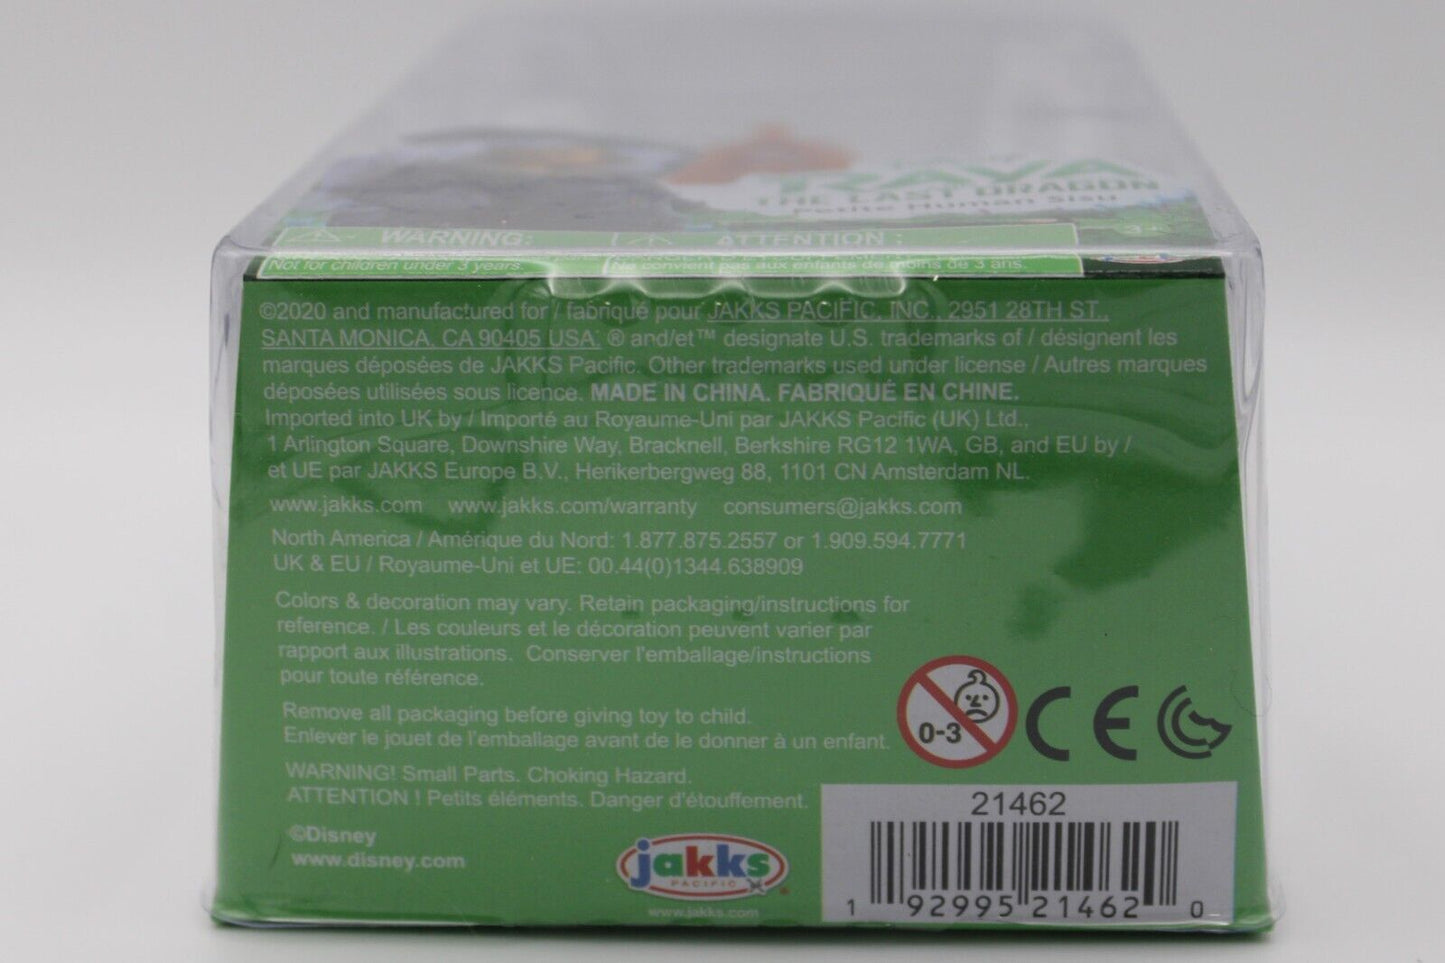 RAYA
THE LAST DRAGON
Petite Human Sisu
3+
WARNING:
ATTENTION :
Not for children under 3 years.
Ne convient pas aux enfants de moins de 3 ans.
©2020 and manufactured for / fabrique pour JAKKS PACIFIC, INC., 2951 28TH ST.,
SANTA MONICA, CA 90405 USA. ® and/et™ designate U.S. trademarks of / désignent les
marques déposées de JAKKS Pacific. Other trademarks used under license / Autres marques
déposées utilisées sous licence. MADE IN CHINA. FABRIQUÉ EN CHINE.
Imported into UK by / Importé au Royaume-Uni par JAKKS Pacific (UK) Ltd.,
1 Arlington Square, Downshire Way, Bracknell, Berkshire RG12 1WA, GB, and EU by /
et UE par JAKKS Europe B.V., Herikerbergweg 88, 1101 CN Amsterdam NL.
www.jakks.com www.jakks.com/warranty consumers@jakks.com
North America / Amérique du Nord: 1.877.875.2557 or 1.909.594.7771
UK & EU / Royaume-Uni et UE: 00.44(0)1344.638909
Colors & decoration may vary. Retain packaging/instructions for
reference. / Les couleurs et le décoration peuvent varier par
rapport aux illustrations. Conserver l'emballage/instructions
pour toute référence.
Remove all packaging before giving toy to child.
Enlever le jouet de l'emballage avant de le donner à un enfant.
WARNING! Small Parts. Choking Hazard.
ATTENTION ! Petits éléments. Danger d'étouffement.
©Disney
www.disney.com
0-3
CE
jakks
PACIFIC
www.jakks.com
21462
1 92995 21462 0